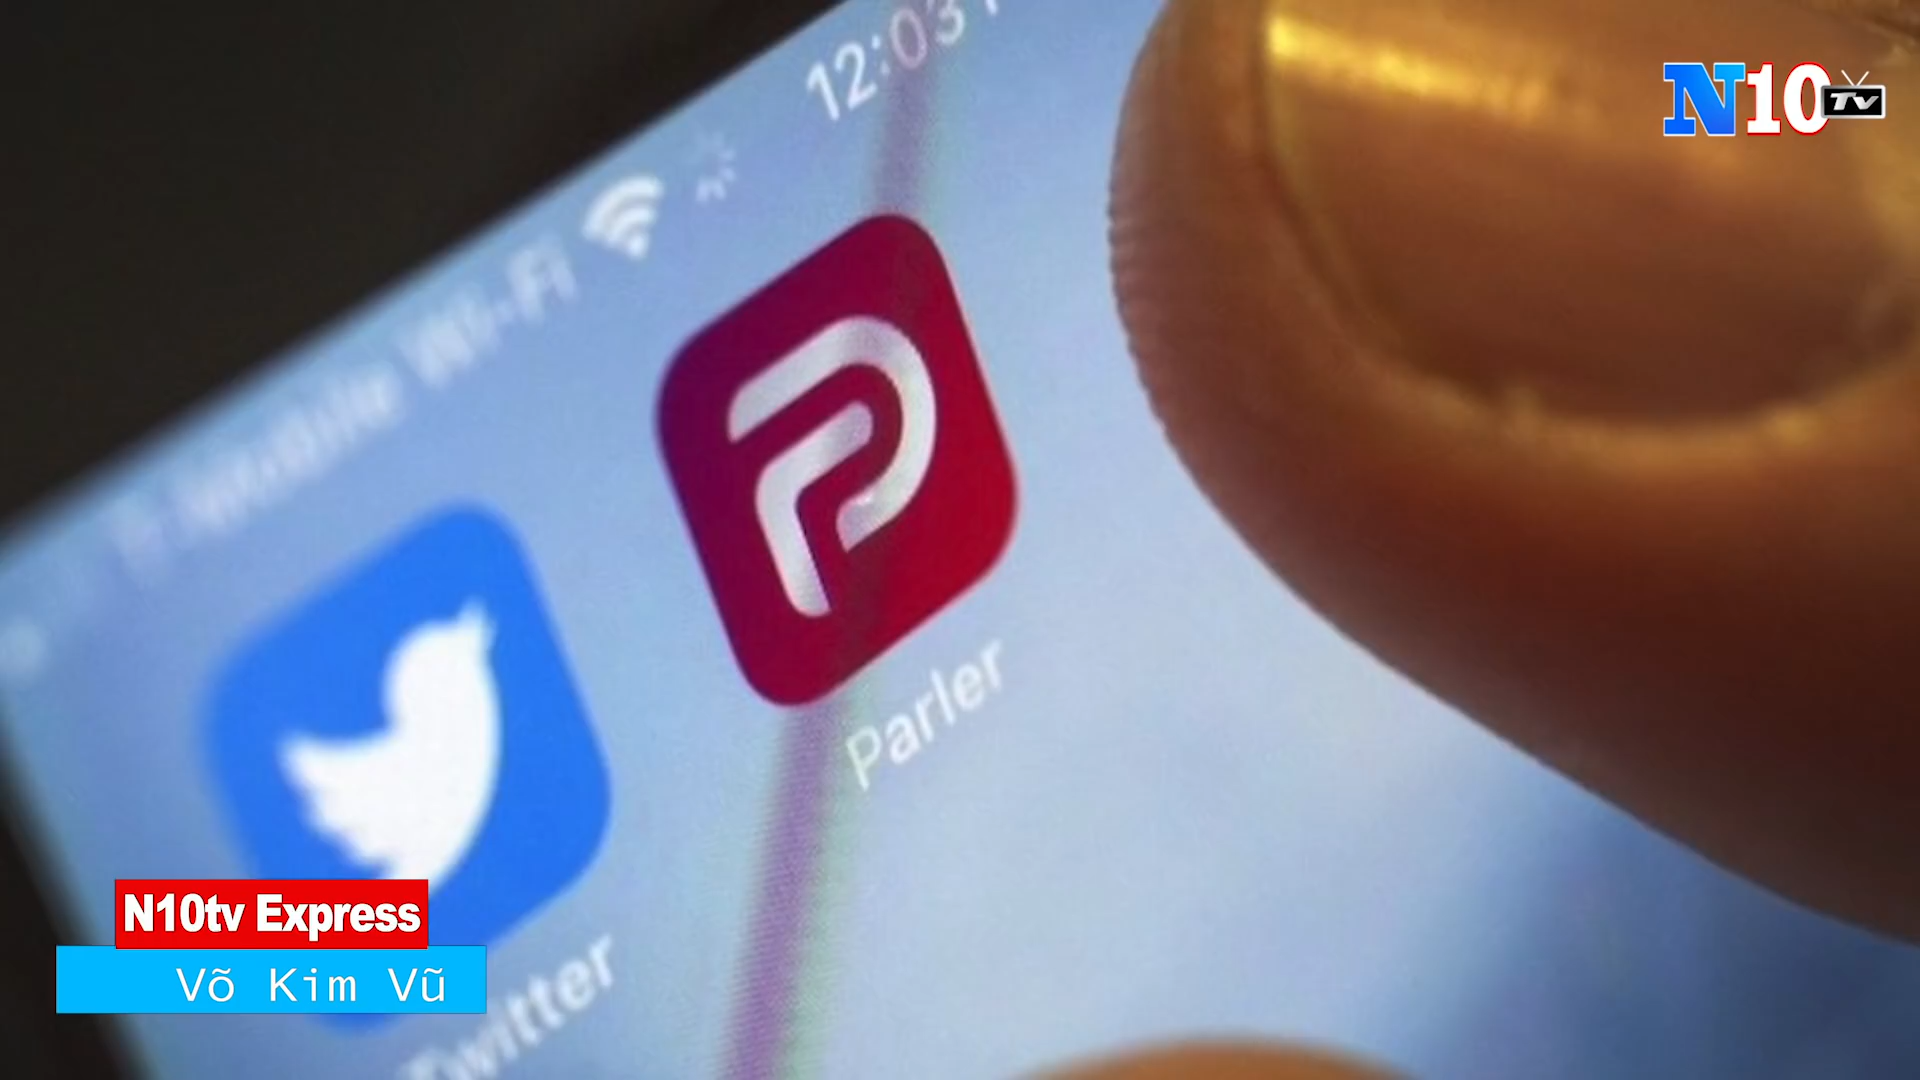 12:03
N10
Tv
Wi-Fi
Parler
Twitter
N10tv Express
Võ Kim Vũ